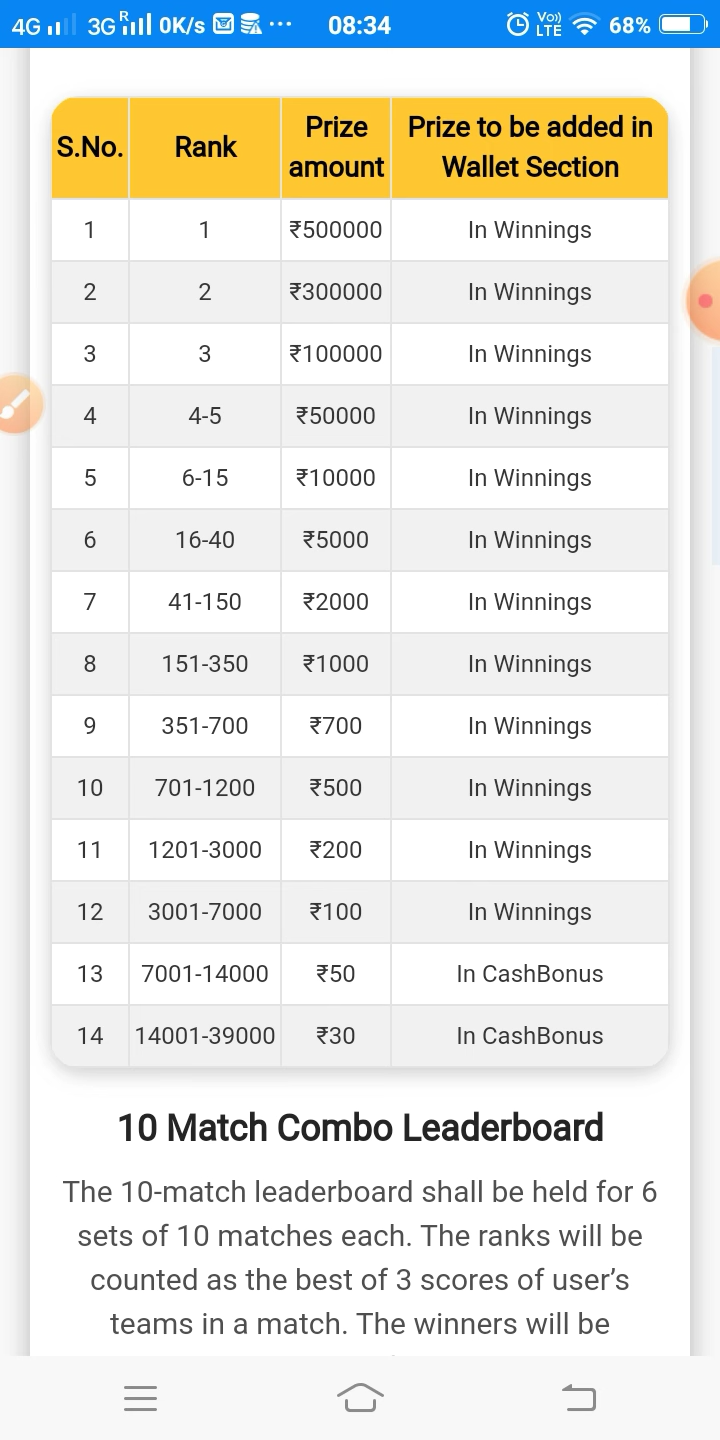 4G 3G R 0K/s ... 08:34 Vo)) LTE 68%
S.No. Rank Prize amount Prize to be added in Wallet Section
1 1 ₹500000 In Winnings
2 2 ₹300000 In Winnings
3 3 ₹100000 In Winnings
4 4-5 ₹50000 In Winnings
5 6-15 ₹10000 In Winnings
6 16-40 ₹5000 In Winnings
7 41-150 ₹2000 In Winnings
8 151-350 ₹1000 In Winnings
9 351-700 ₹700 In Winnings
10 701-1200 ₹500 In Winnings
11 1201-3000 ₹200 In Winnings
12 3001-7000 ₹100 In Winnings
13 7001-14000 ₹50 In CashBonus
14 14001-39000 ₹30 In CashBonus
10 Match Combo Leaderboard
The 10-match leaderboard shall be held for 6
sets of 10 matches each. The ranks will be
counted as the best of 3 scores of user’s
teams in a match. The winners will be